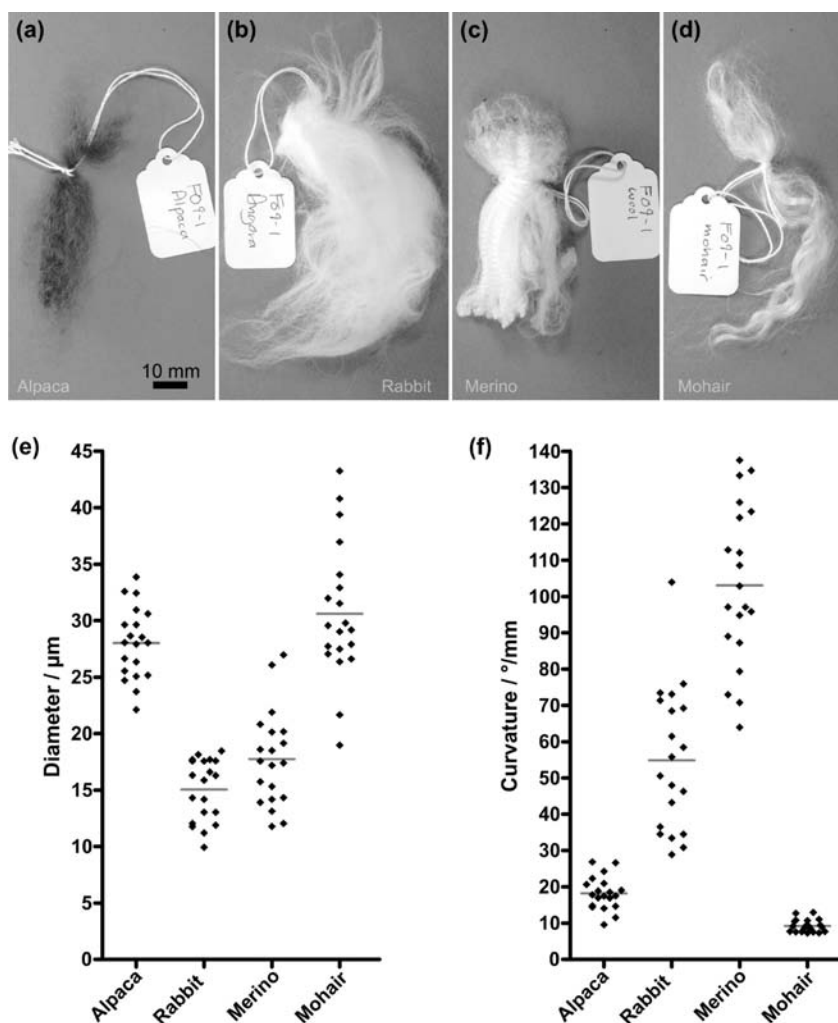 (a)
F09-1
Alpaca
10 mm
Alpaca
(b)
F09-1
Angora
Rabbit
(c)
F09-1
wool
Merino
(d)
F09-1
mohair
Mohair
(e)
45
40
35
30
25
20
15
10
5
0
Diameter / µm
Alpaca
Rabbit
Merino
Mohair
(f)
140
130
120
110
100
90
80
70
60
50
40
30
20
10
0
Curvature / °/mm
Alpaca
Rabbit
Merino
Mohair